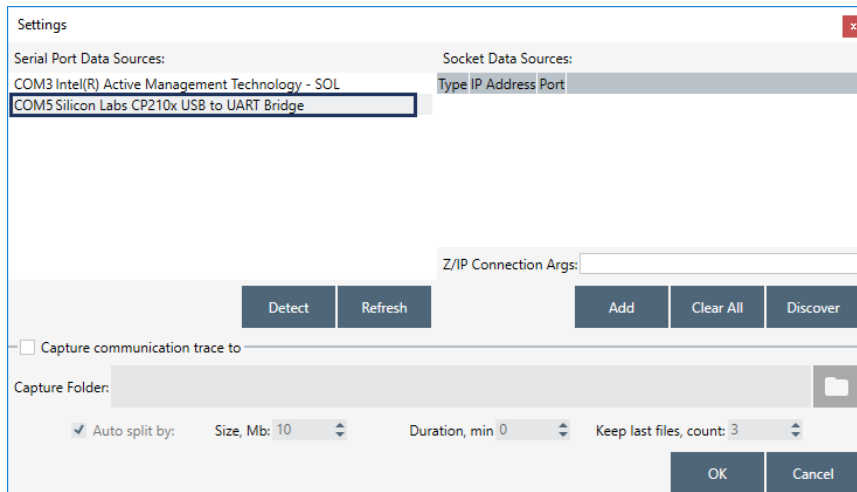 Settings
x
Serial Port Data Sources:
Socket Data Sources:
COM3 Intel(R) Active Management Technology - SOL
COM5 Silicon Labs CP210x USB to UART Bridge
Type IP Address Port
Z/IP Connection Args:
Detect Refresh
Add Clear All Discover
Capture communication trace to
Capture Folder:
Auto split by: Size, Mb: 10 Duration, min 0 Keep last files, count: 3
OK Cancel